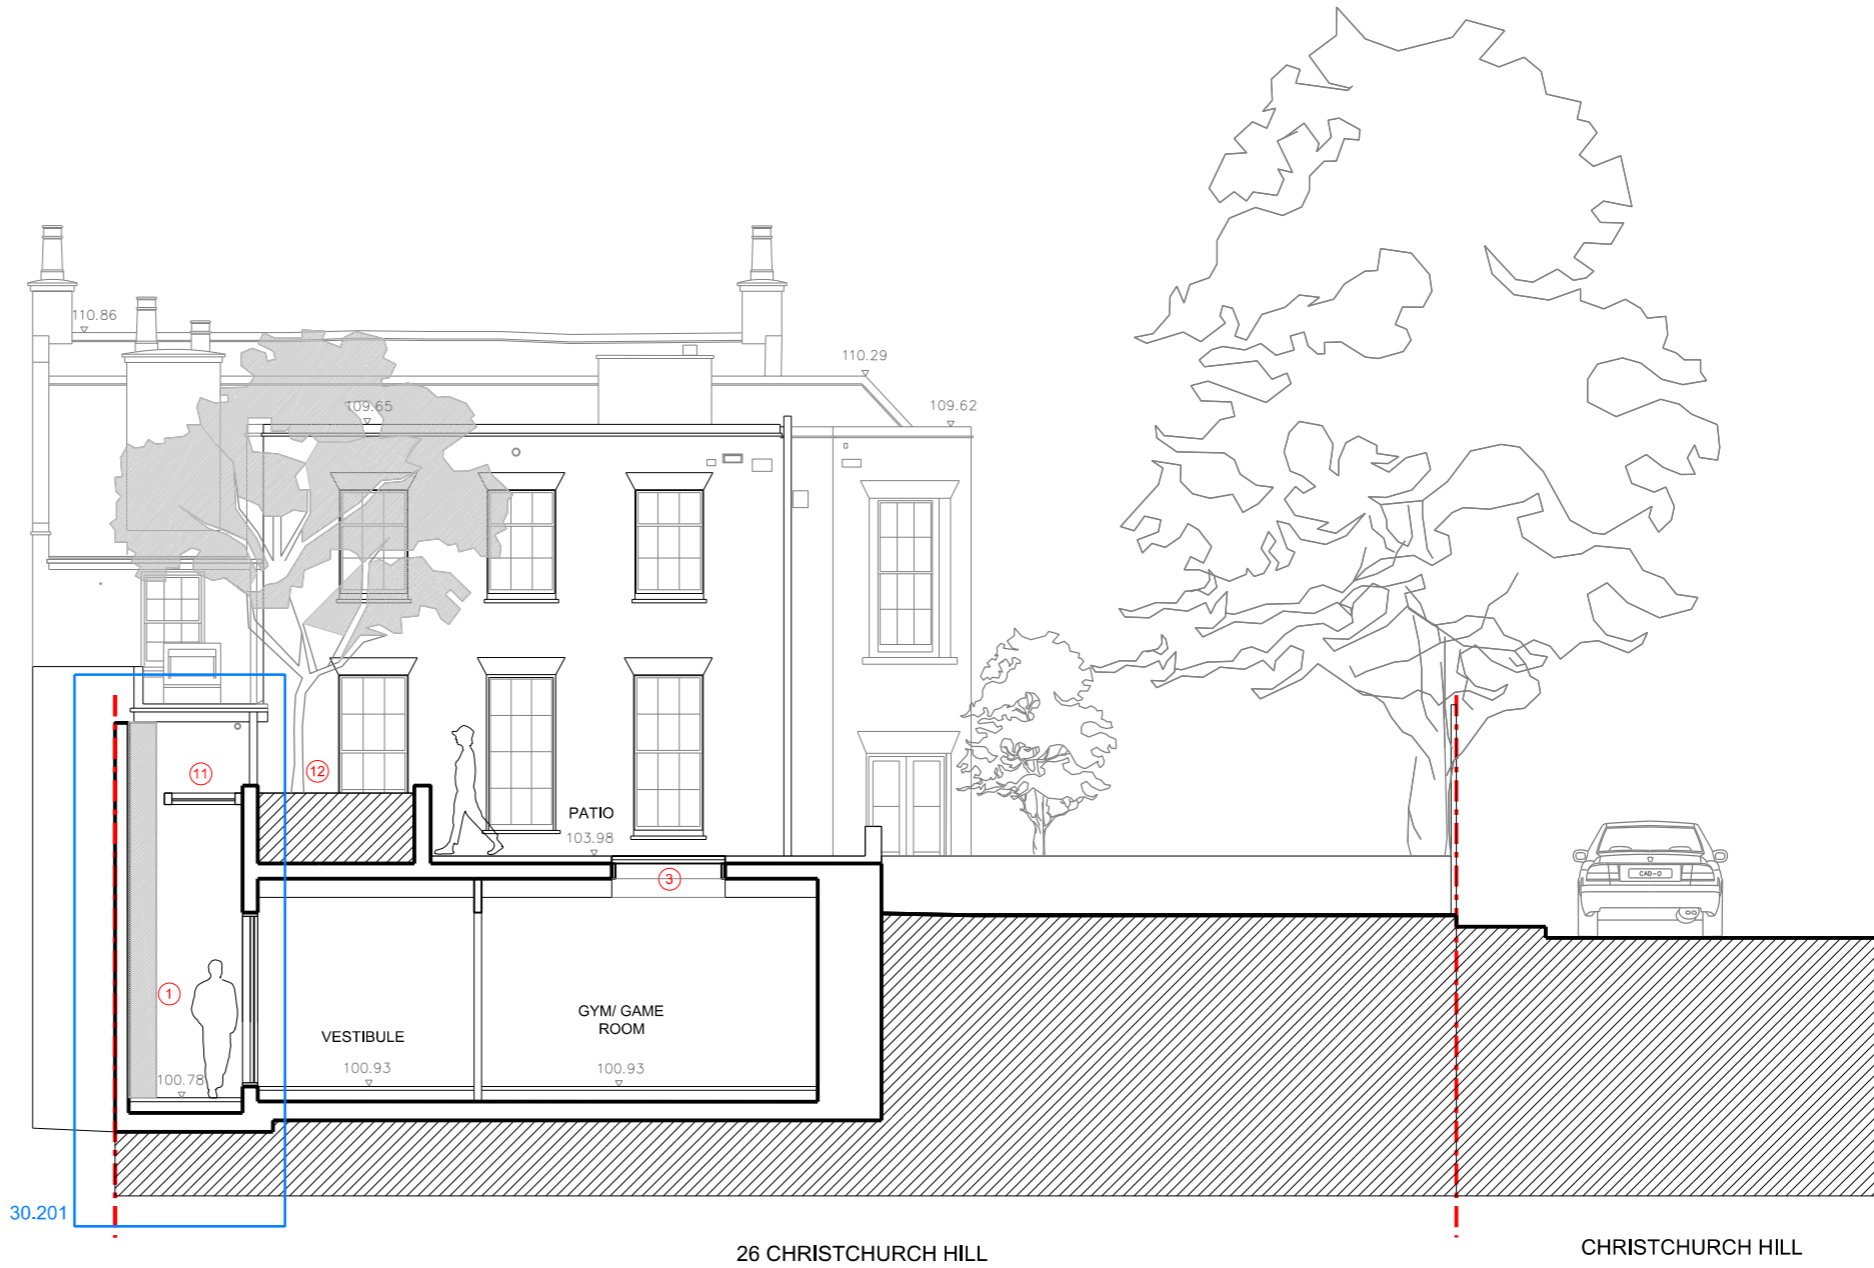 110.86
110.29
109.65
109.62
11
12
PATIO
103.98
3
CAD-D
1
GYM/ GAME
ROOM
VESTIBULE
100.93
100.93
100.78
30.201
26 CHRISTCHURCH HILL
CHRISTCHURCH HILL